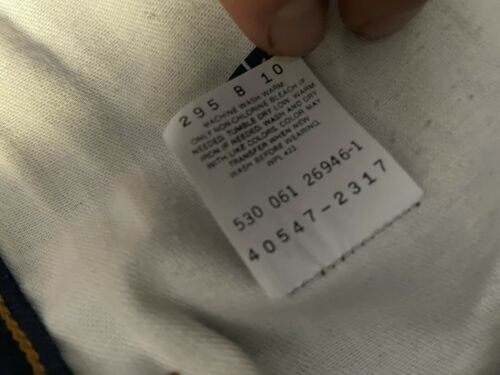 295 B 10
MACHINE WASH WARM,
ONLY NON-CHLORINE BLEACH IF
NEEDED. TUMBLE DRY LOW. WARM
IRON IF NEEDED. WASH AND DRY
WITH LIKE COLORS. COLOR MAY
TRANSFER WHEN NEW.
WASH BEFORE WEARING.
WPL 423
530 061 26946-1
40547-2317